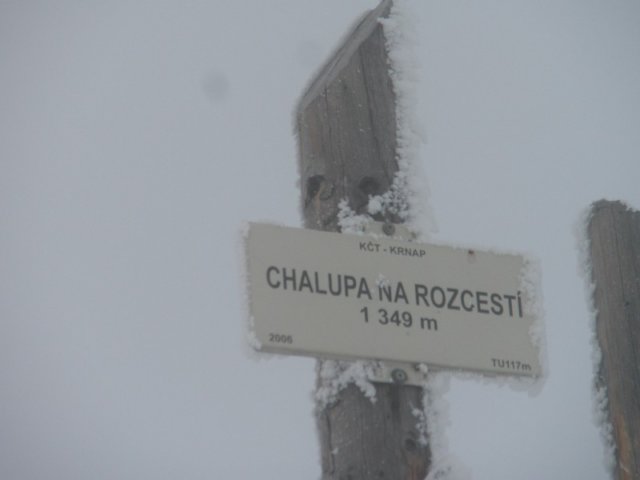 KČT - KRNAP
CHALUPA NA ROZCESTÍ
1 349 m
2006
TU117m